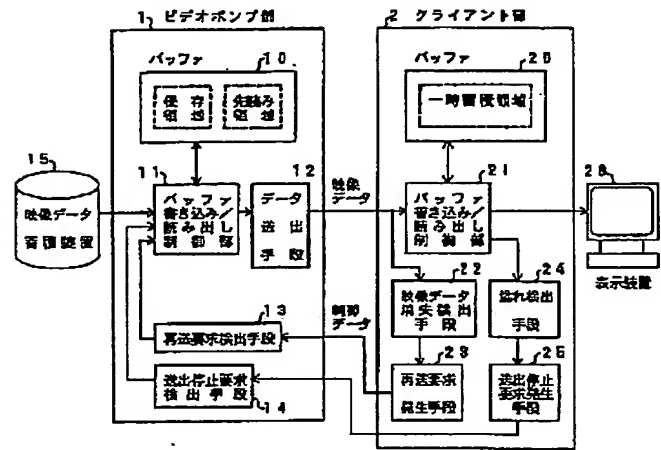 1 ビデオポンプ部
バッファ
10
保存
領域
先読み
領域
11
バッファ
書き込み/
読み出し
制御部
12
データ
送出
手段
15
映像データ
蓄積装置
13
再送要求検出手段
送出停止要求
検出手段
14
映像
データ
制御
データ
2 クライアント部
バッファ
20
一時蓄積領域
21
バッファ
書き込み/
読み出し
制御部
22
映像データ
消失検出
手段
23
再送要求
発生手段
24
溢れ検出
手段
25
送出停止
要求発生
手段
表示装置